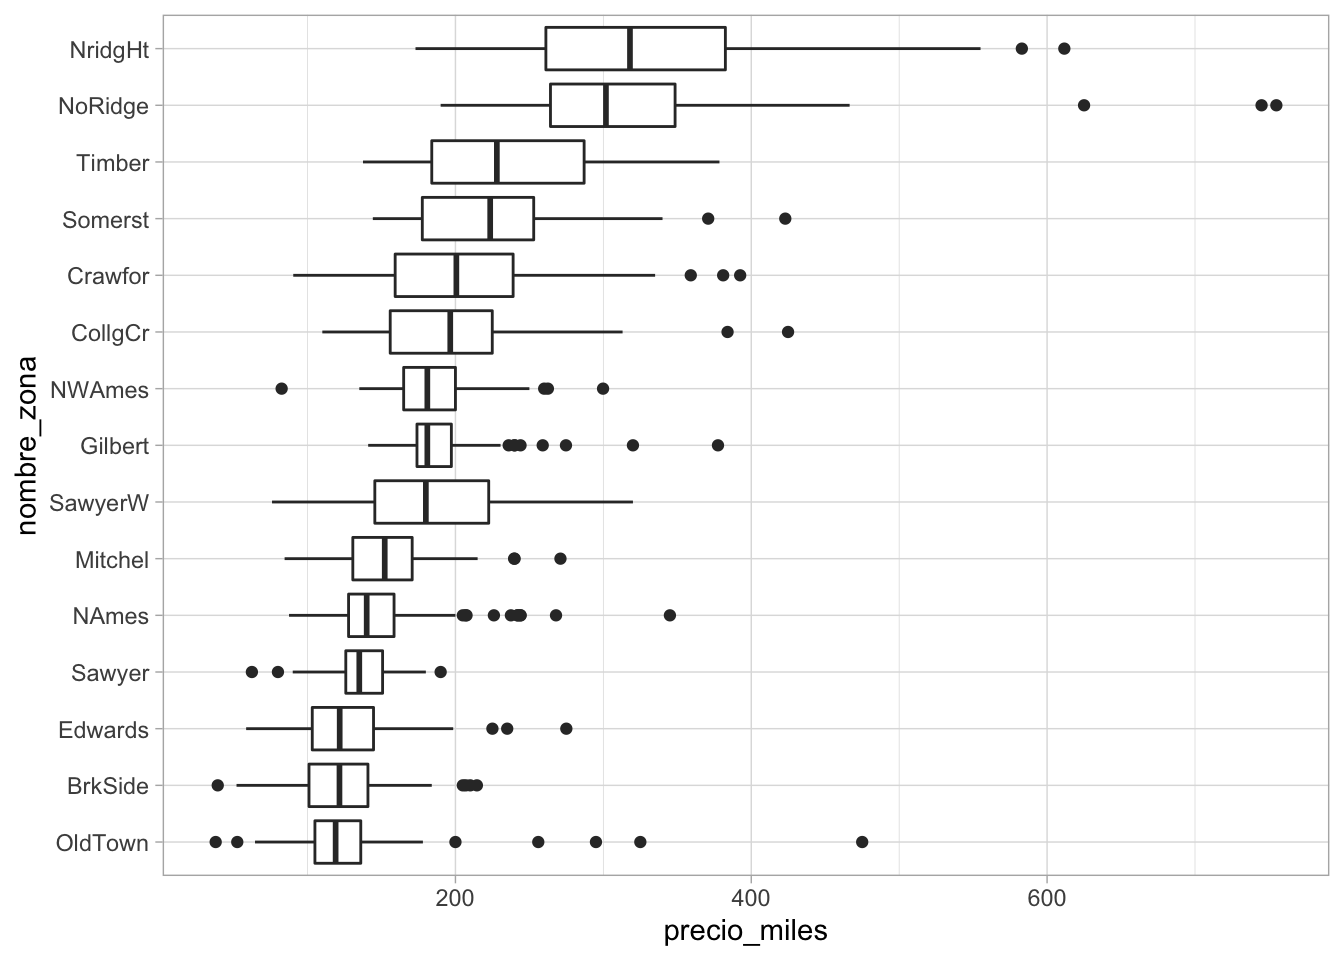 NridgHt
NoRidge
Timber
Somerst
Crawfor
CollgCr
NWAmes
Gilbert
SawyerW
Mitchel
NAmes
Sawyer
Edwards
BrkSide
OldTown
nombre_zona
200 400 600
precio_miles